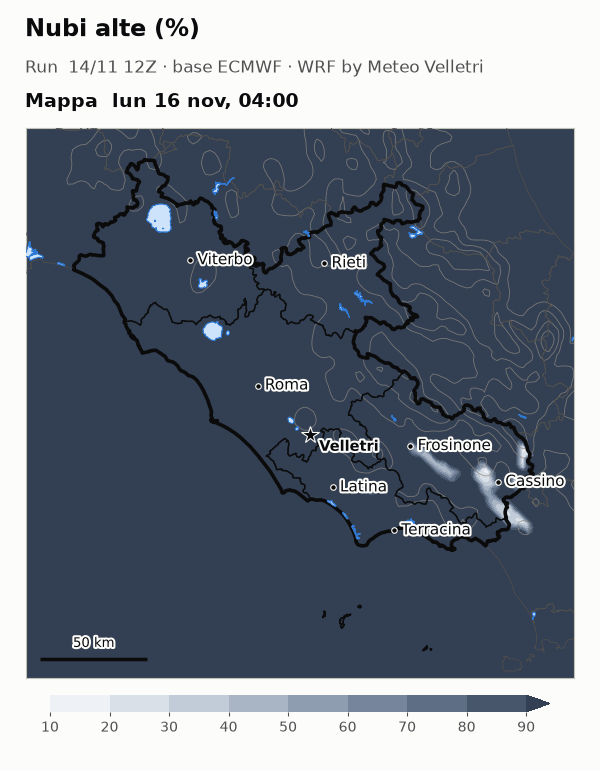 Nubi alte (%)
Run 14/11 12Z · base ECMWF · WRF by Meteo Velletri
Mappa lun 16 nov, 04:00
Viterbo
Rieti
Roma
Velletri
Frosinone
Cassino
Latina
Terracina
50 km
10 20 30 40 50 60 70 80 90